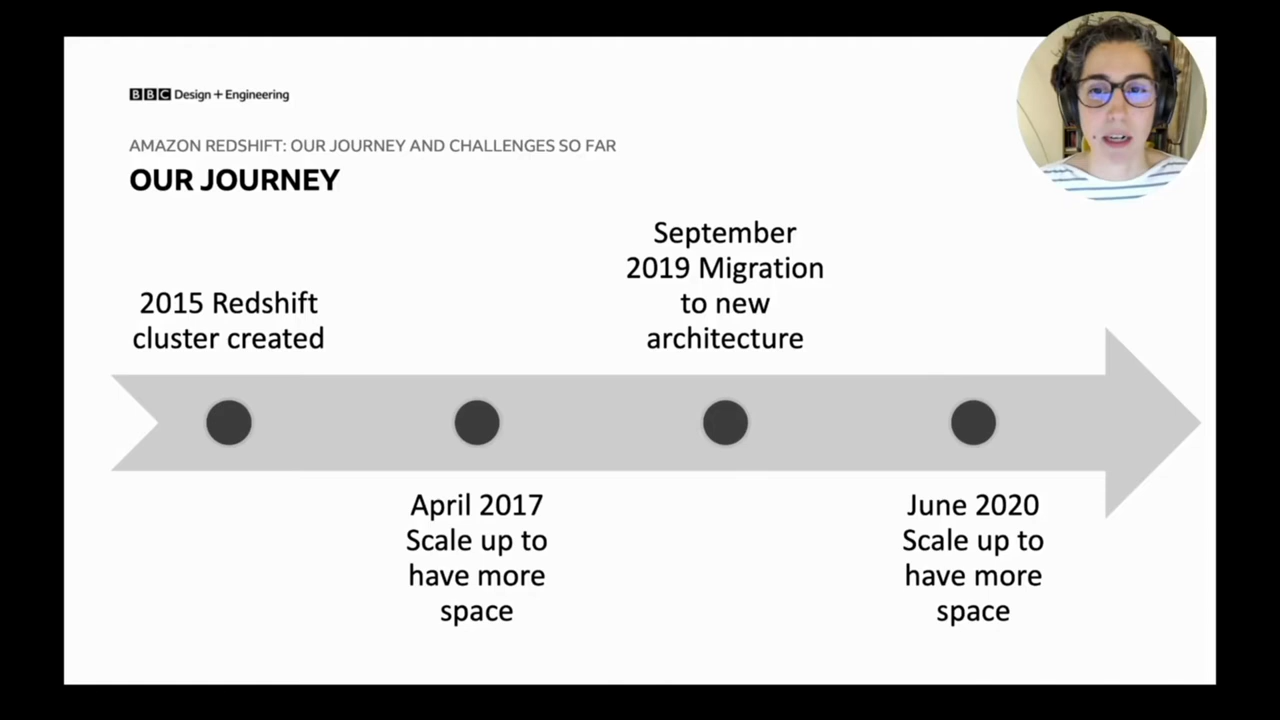 BBC Design + Engineering
AMAZON REDSHIFT: OUR JOURNEY AND CHALLENGES SO FAR
OUR JOURNEY
2015 Redshift
cluster created
April 2017
Scale up to
have more
space
September
2019 Migration
to new
architecture
June 2020
Scale up to
have more
space